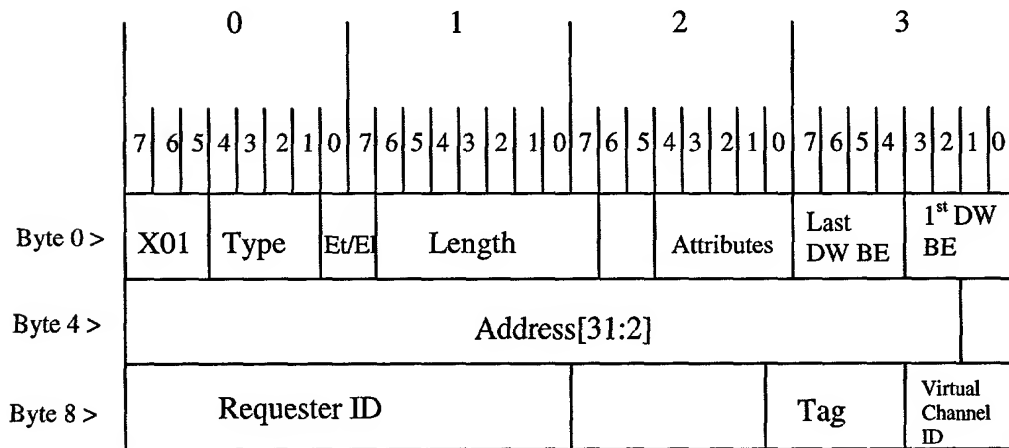 0 1 2 3
7 6 5 4 3 2 1 0 7 6 5 4 3 2 1 0 7 6 5 4 3 2 1 0 7 6 5 4 3 2 1 0
Byte 0 > X01 Type Et/El Length Attributes Last DW BE 1st DW BE
Byte 4 > Address[31:2]
Byte 8 > Requester ID Tag Virtual Channel ID